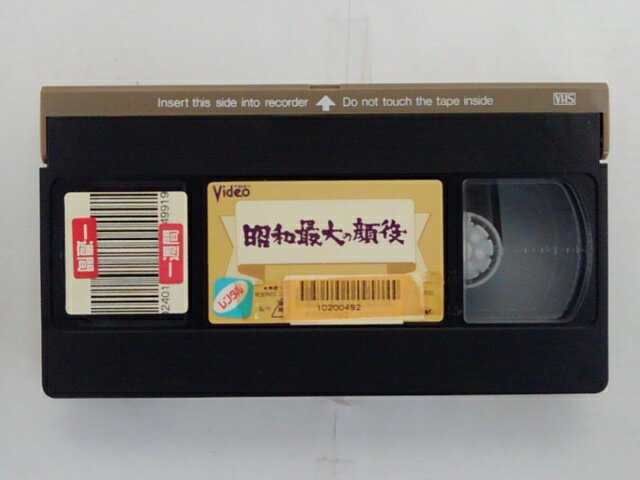 Insert this side into recorder Do not touch the tape inside VHS
Video
昭和最大の顔役
レンタル
10200492
一週間
一週間